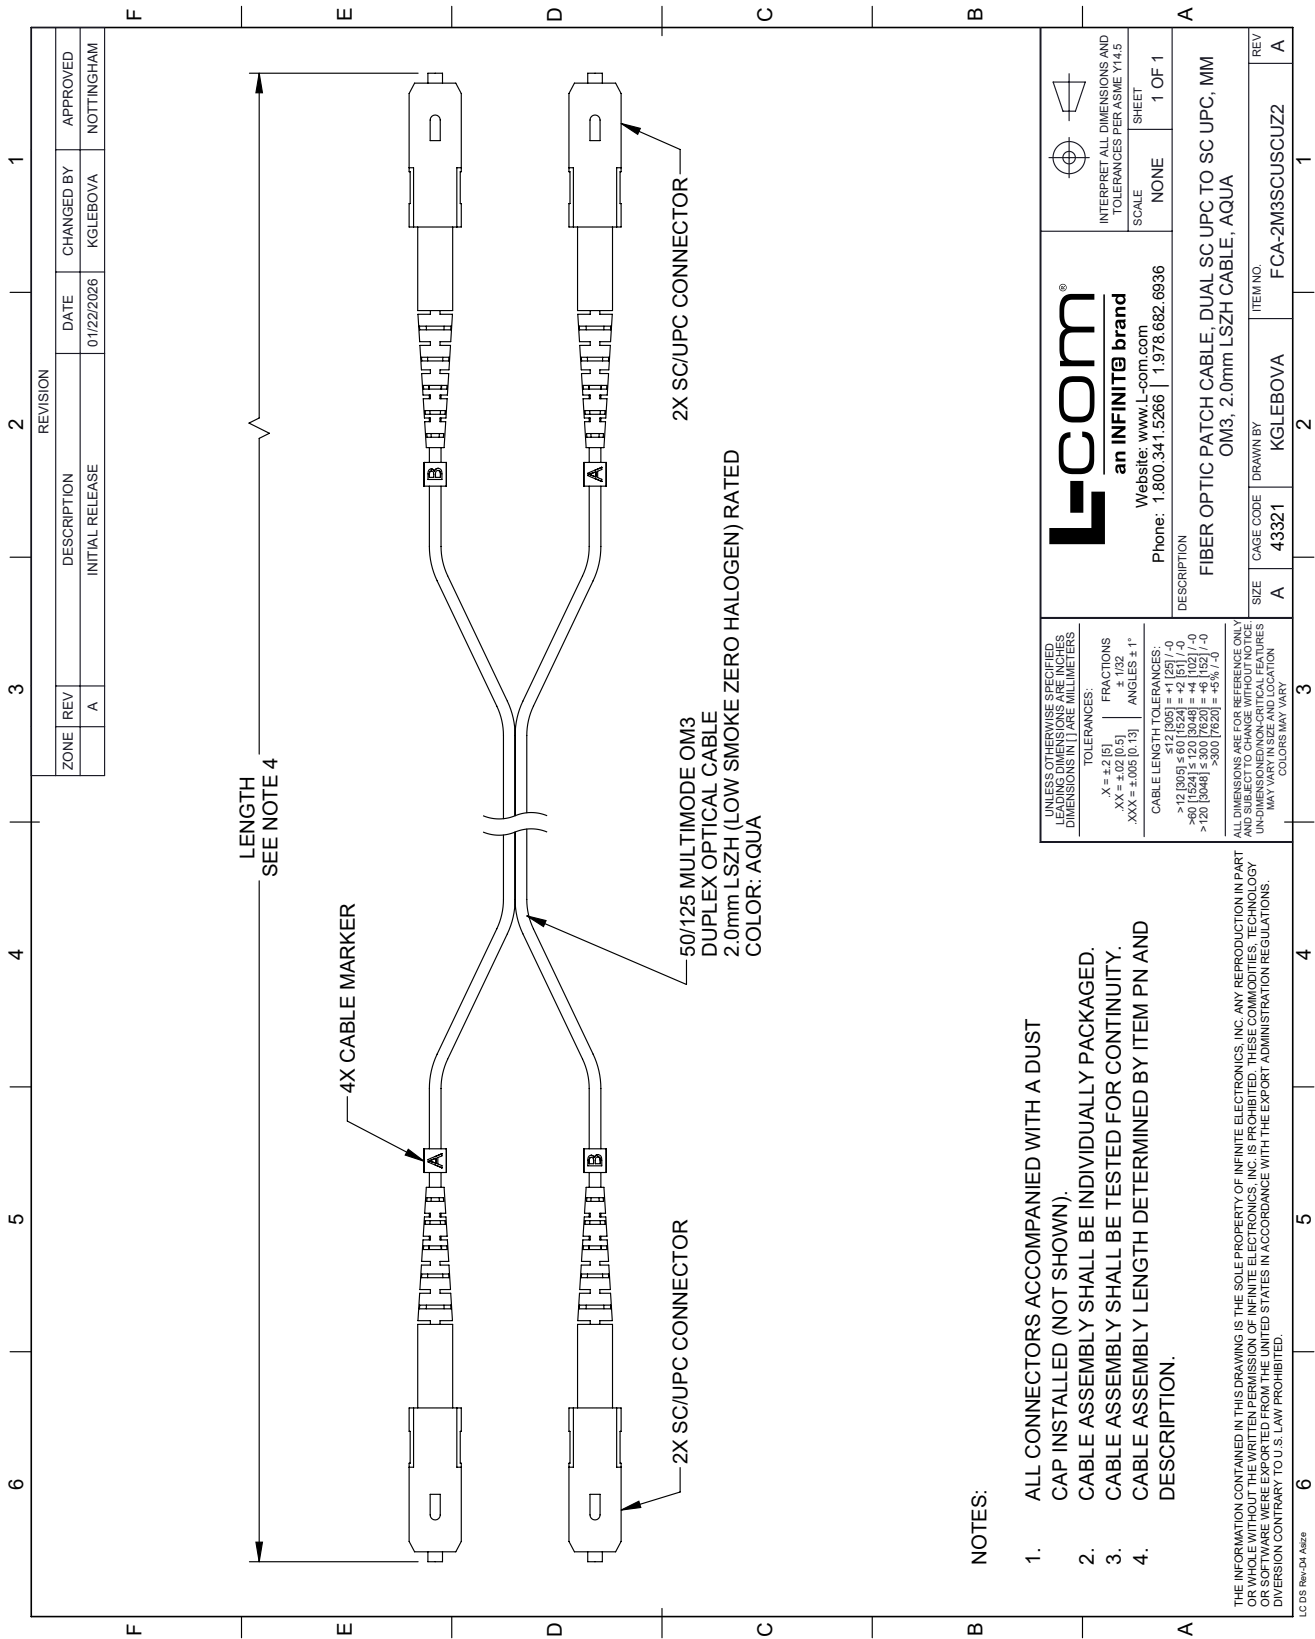 6
5
4
3
2
1
F
E
D
C
B
A
REVISION
ZONE
REV
DESCRIPTION
DATE
CHANGED BY
APPROVED
A
INITIAL RELEASE
01/22/2026
KGLEBOVA
NOTTINGHAM
LENGTH
SEE NOTE 4
4X CABLE MARKER
A
B
B
A
2X SC/UPC CONNECTOR
2X SC/UPC CONNECTOR
50/125 MULTIMODE OM3
DUPLEX OPTICAL CABLE
2.0mm LSZH (LOW SMOKE ZERO HALOGEN) RATED
COLOR: AQUA
NOTES:
1. ALL CONNECTORS ACCOMPANIED WITH A DUST
CAP INSTALLED (NOT SHOWN).
2. CABLE ASSEMBLY SHALL BE INDIVIDUALLY PACKAGED.
3. CABLE ASSEMBLY SHALL BE TESTED FOR CONTINUITY.
4. CABLE ASSEMBLY LENGTH DETERMINED BY ITEM PN AND
DESCRIPTION.
THE INFORMATION CONTAINED IN THIS DRAWING IS THE SOLE PROPERTY OF INFINITE ELECTRONICS, INC. ANY REPRODUCTION IN PART
OR WHOLE WITHOUT THE WRITTEN PERMISSION OF INFINITE ELECTRONICS, INC. IS PROHIBITED. THESE COMMODITIES, TECHNOLOGY
OR SOFTWARE WERE EXPORTED FROM THE UNITED STATES IN ACCORDANCE WITH THE EXPORT ADMINISTRATION REGULATIONS.
DIVERSION CONTRARY TO U.S. LAW PROHIBITED.
UNLESS OTHERWISE SPECIFIED
LEADING DIMENSIONS ARE INCHES
DIMENSIONS IN [ ] ARE MILLIMETERS
TOLERANCES:
.X = ±.2 [5]
.XX = ±.02 [0.5]
.XXX = ±.005 [0.13]
FRACTIONS
± 1/32
ANGLES ± 1°
CABLE LENGTH TOLERANCES:
≤12 [305] = +1 [25] / -0
>12 [305] ≤ 60 [1524] = +2 [51] / -0
>60 [1524] ≤ 120 [3048] = +4 [102] / -0
>120 [3048] ≤ 300 [7620] = +6 [152] / -0
>300 [7620] = +5% / -0
ALL DIMENSIONS ARE FOR REFERENCE ONLY
AND SUBJECT TO CHANGE WITHOUT NOTICE.
UN-DIMENSIONED/NON-CRITICAL FEATURES
MAY VARY IN SIZE AND LOCATION
COLORS MAY VARY
L-com®
an INFINIT@ brand
Website: www.L-com.com
Phone: 1.800.341.5266 | 1.978.682.6936
INTERPRET ALL DIMENSIONS AND
TOLERANCES PER ASME Y14.5
SCALE
NONE
SHEET
1 OF 1
DESCRIPTION
FIBER OPTIC PATCH CABLE, DUAL SC UPC TO SC UPC, MM
OM3, 2.0mm LSZH CABLE, AQUA
SIZE
A
CAGE CODE
43321
DRAWN BY
KGLEBOVA
ITEM NO.
FCA-2M3SCUSCUZ2
REV
A
F
E
D
C
B
A
6
5
4
3
2
1
LC DS Rev-D4 Asize